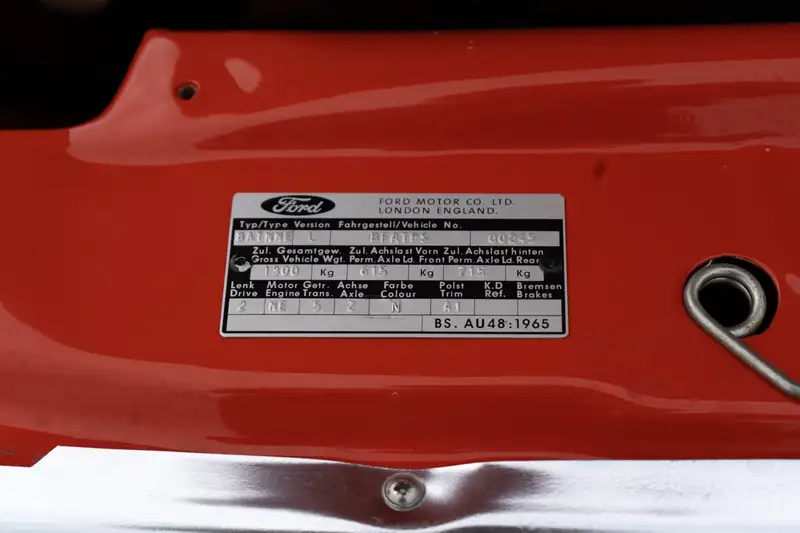 Ford
FORD MOTOR CO. LTD.
LONDON ENGLAND.
Typ/Type Version Fahrgestell/Vehicle No.
L
Zul. Gesamtgew. Zul. Achslast Vorn Zul. Achslast hinten
Gross Vehicle Wgt. Perm. Axle Ld. Front Perm. Axle Ld. Rear
1300 Kg 615 Kg 715 Kg
Lenk Motor Getr. Achse Farbe Polst K.D Bremsen
Drive Engine Trans. Axle Colour Trim Ref. Brakes
2 NE 5 Z N A1
BS. AU48:1965